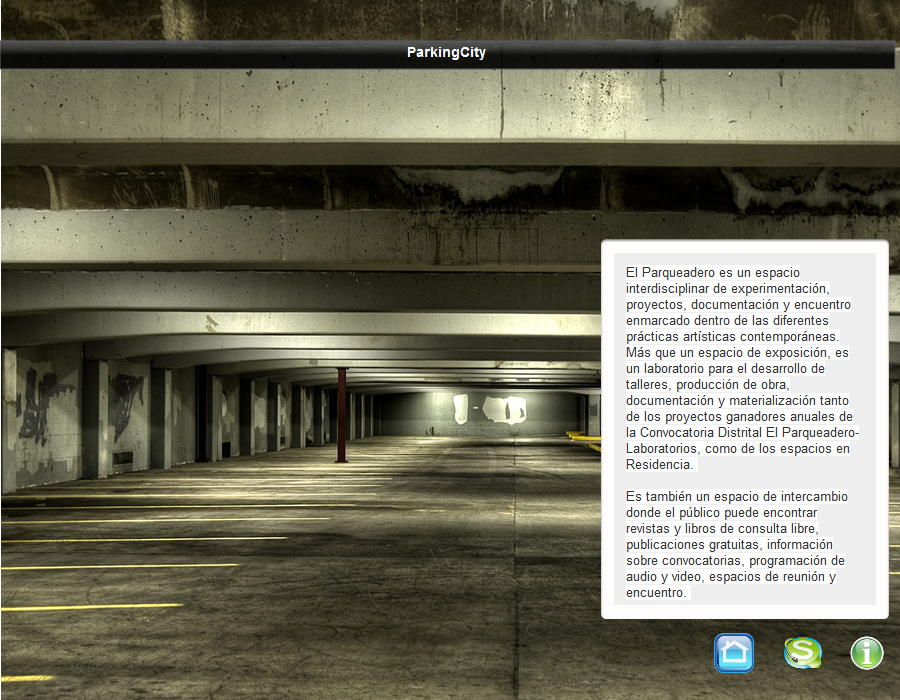 ParkingCity
El Parqueadero es un espacio
interdisciplinar de experimentación,
proyectos, documentación y encuentro
enmarcado dentro de las diferentes
prácticas artísticas contemporáneas.
Más que un espacio de exposición, es
un laboratorio para el desarrollo de
talleres, producción de obra,
documentación y materialización tanto
de los proyectos ganadores anuales de
la Convocatoria Distrital El Parqueadero-
Laboratorios, como de los espacios en
Residencia.
Es también un espacio de intercambio
donde el público puede encontrar
revistas y libros de consulta libre,
publicaciones gratuitas, información
sobre convocatorias, programación de
audio y video, espacios de reunión y
encuentro.
S
i